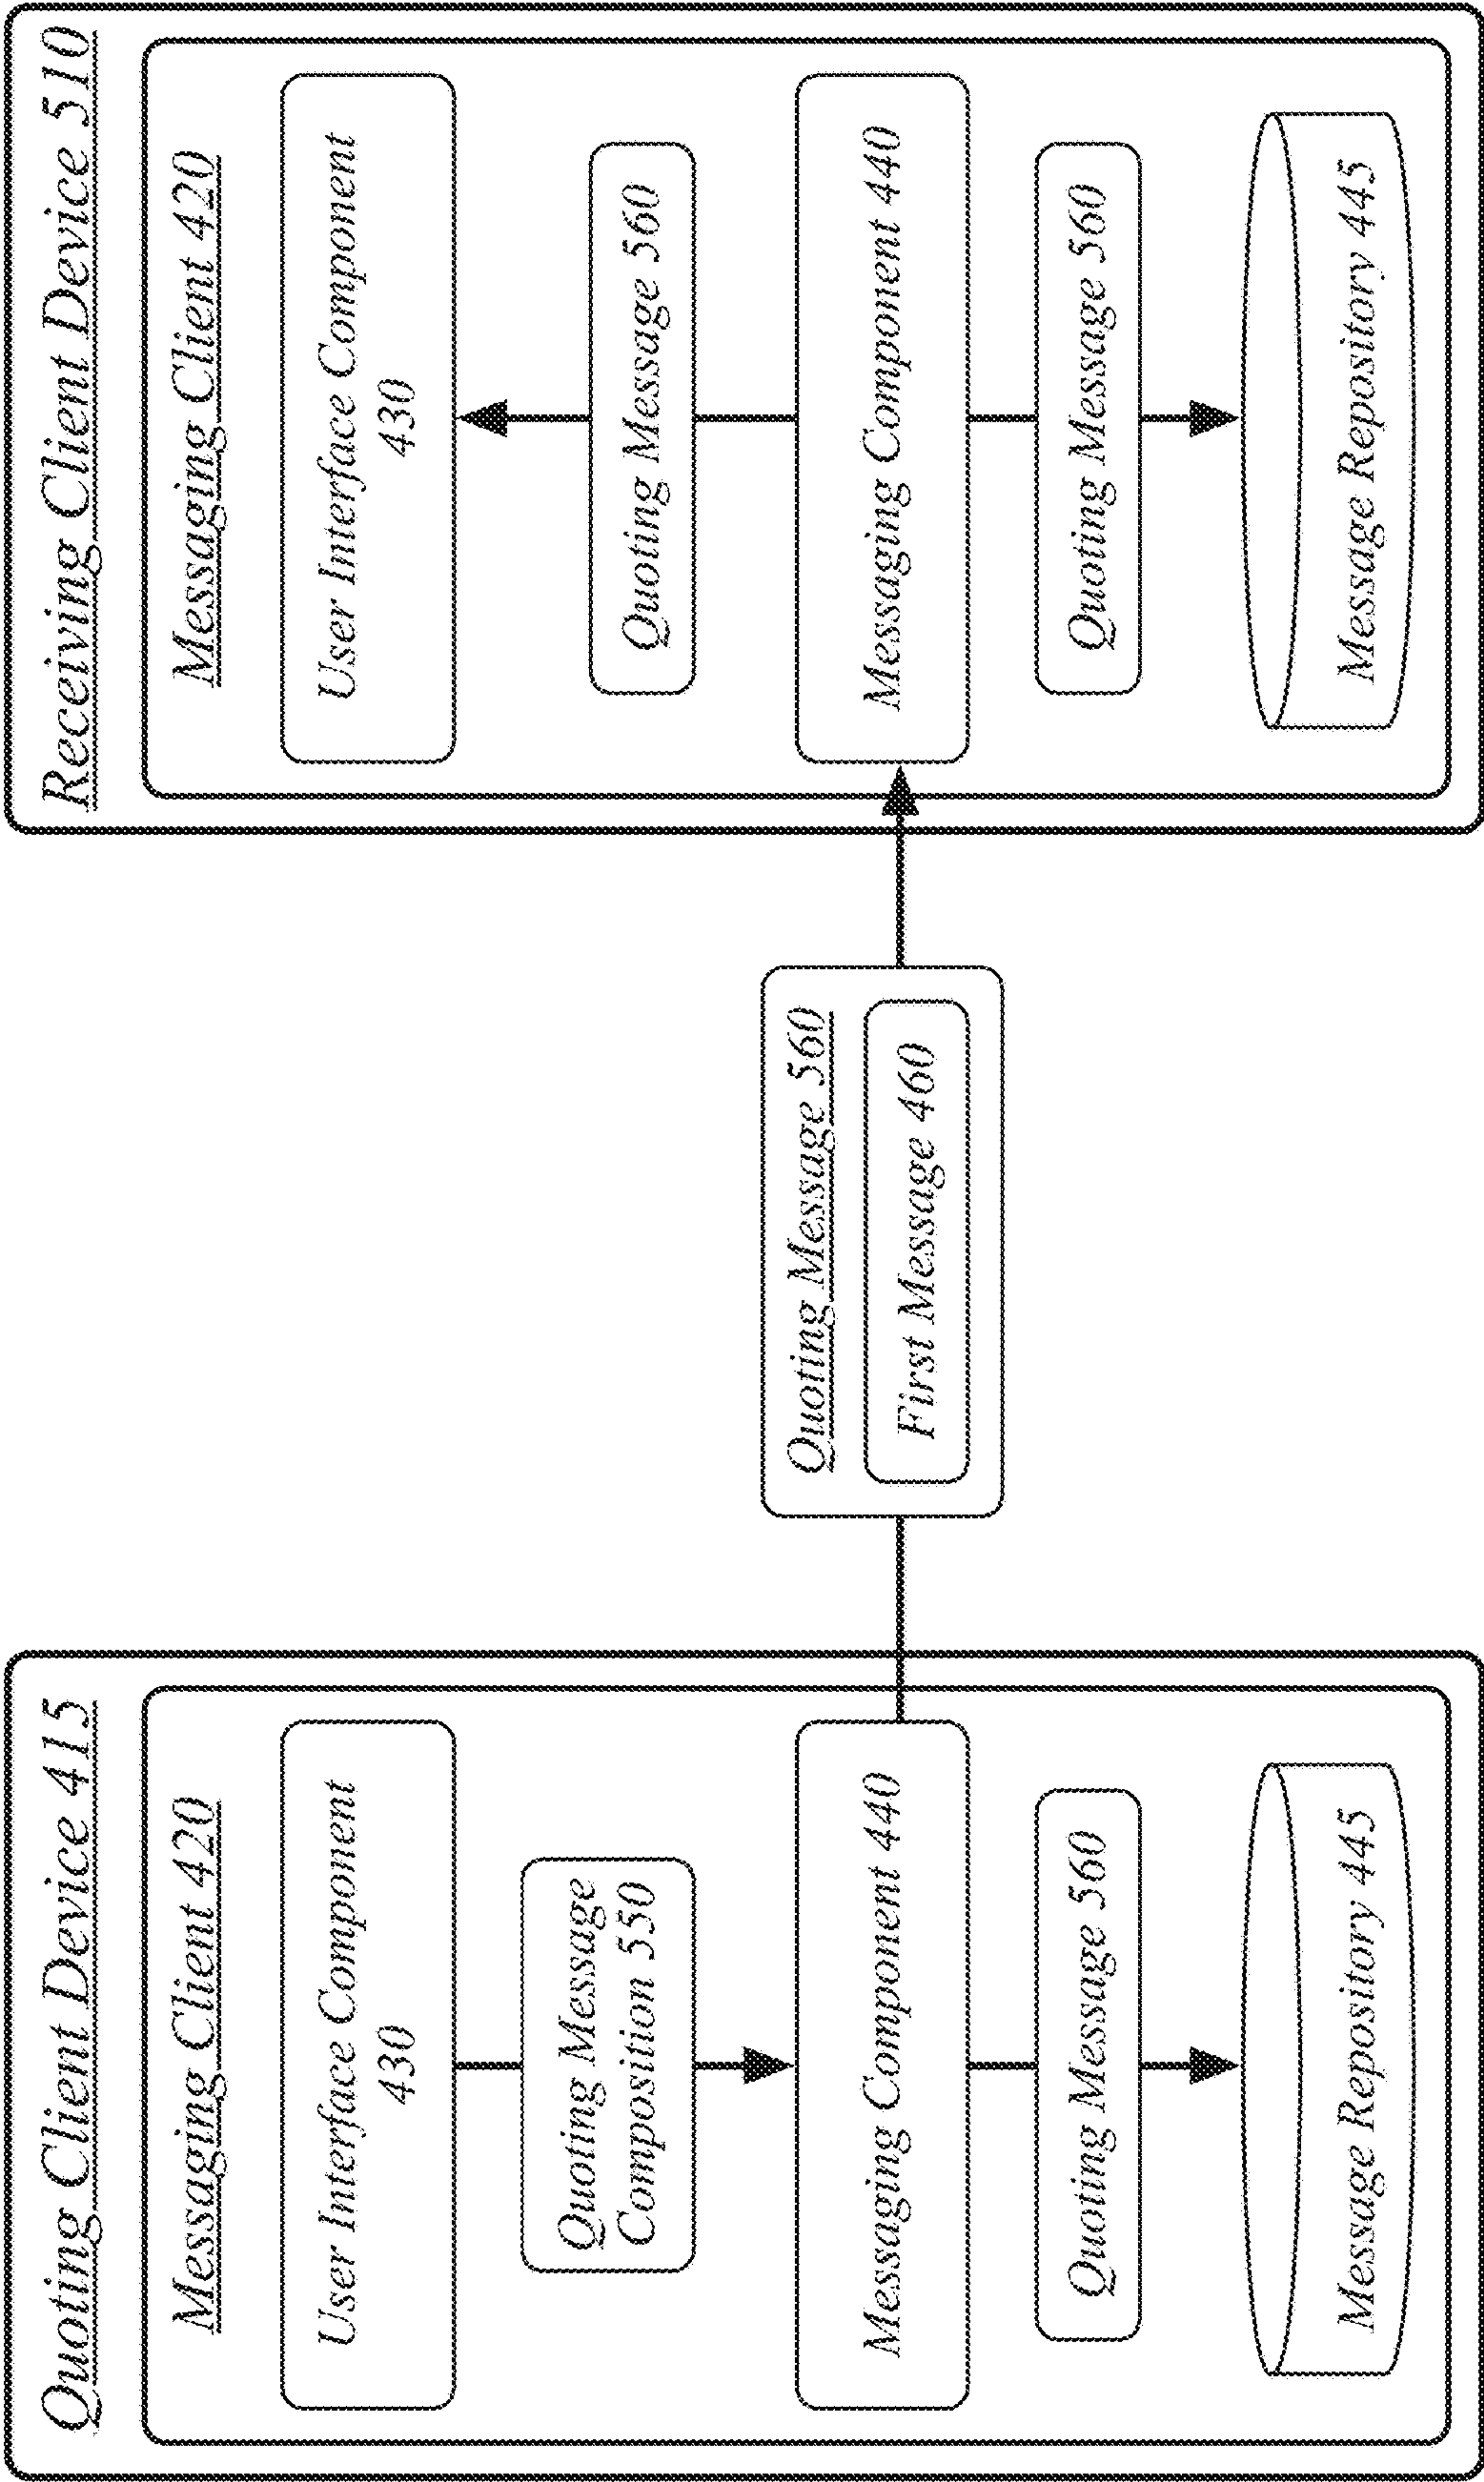 Quoting Client Device 415
Messaging Client 420
User Interface Component
430
Quoting Message
Composition 550
Messaging Component 440
Quoting Message 560
Message Repository 445
Quoting Message 560
First Message 460
Receiving Client Device 510
Messaging Client 420
User Interface Component
430
Quoting Message 560
Messaging Component 440
Quoting Message 560
Message Repository 445